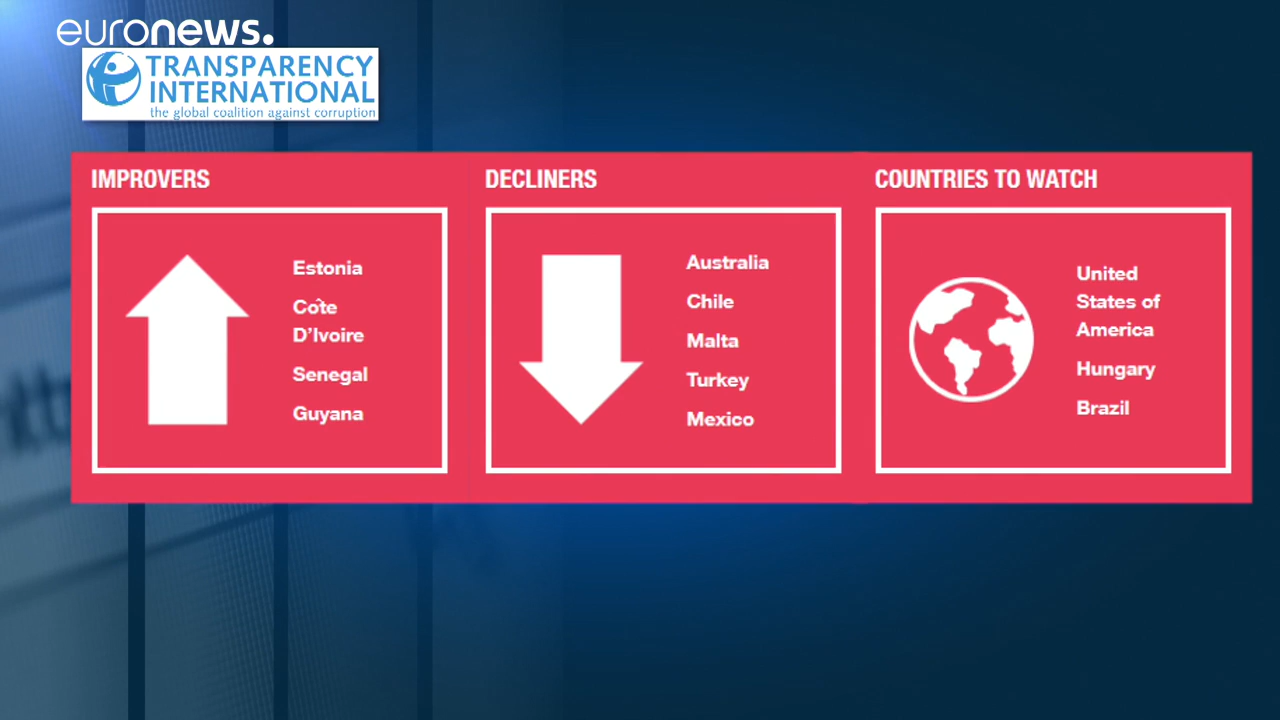 euronews.
TRANSPARENCY
INTERNATIONAL
the global coalition against corruption
IMPROVERS
Estonia
Côte
D'Ivoire
Senegal
Guyana
DECLINERS
Australia
Chile
Malta
Turkey
Mexico
COUNTRIES TO WATCH
United
States of
America
Hungary
Brazil